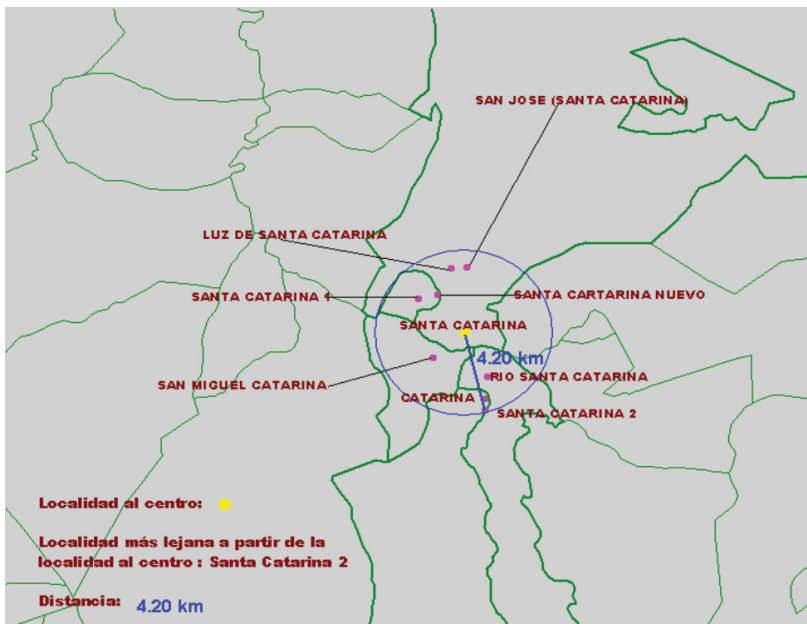 SAN JOSE (SANTA CATARINA)
LUZ DE SANTA CATARINA
SANTA CATARINA 1
SANTA CARTARINA NUEVO
SANTA CATARINA
4.20 km
SAN MIGUEL CATARINA
RIO SANTA CATARINA
CATARINA
SANTA CATARINA 2
Localidad al centro:
Localidad más lejana a partir de la
localidad al centro : Santa Catarina 2
Distancia: 4.20 km